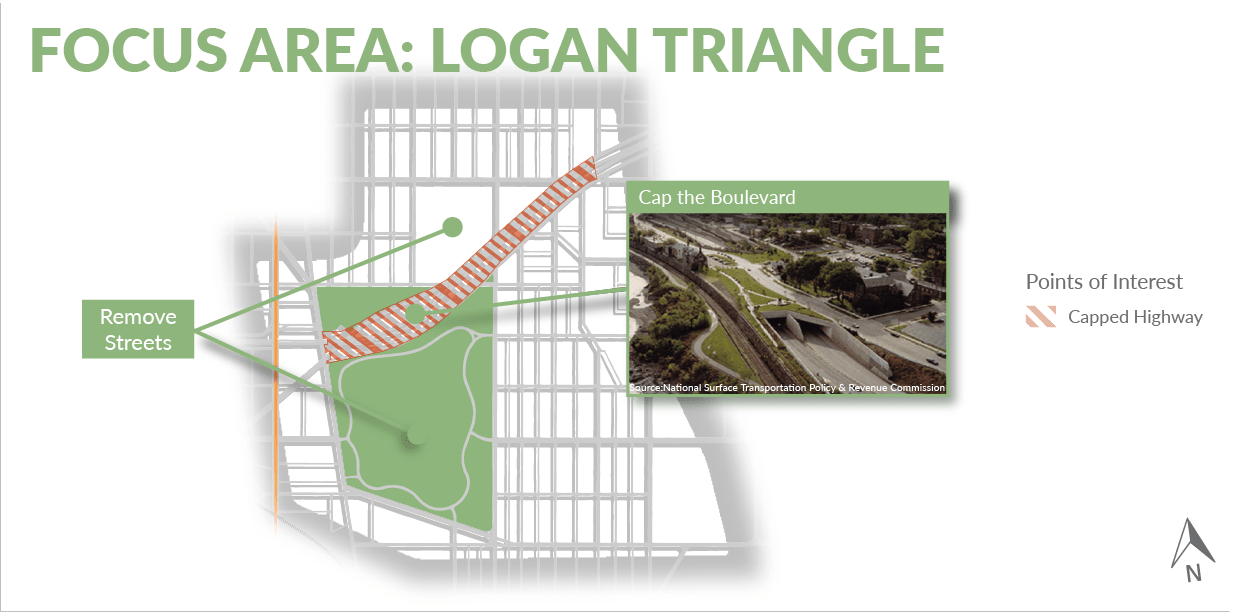 FOCUS AREA: LOGAN TRIANGLE
Cap the Boulevard
Remove
Streets
Source:National Surface Transportation Policy & Revenue Commission
Points of Interest
Capped Highway
N